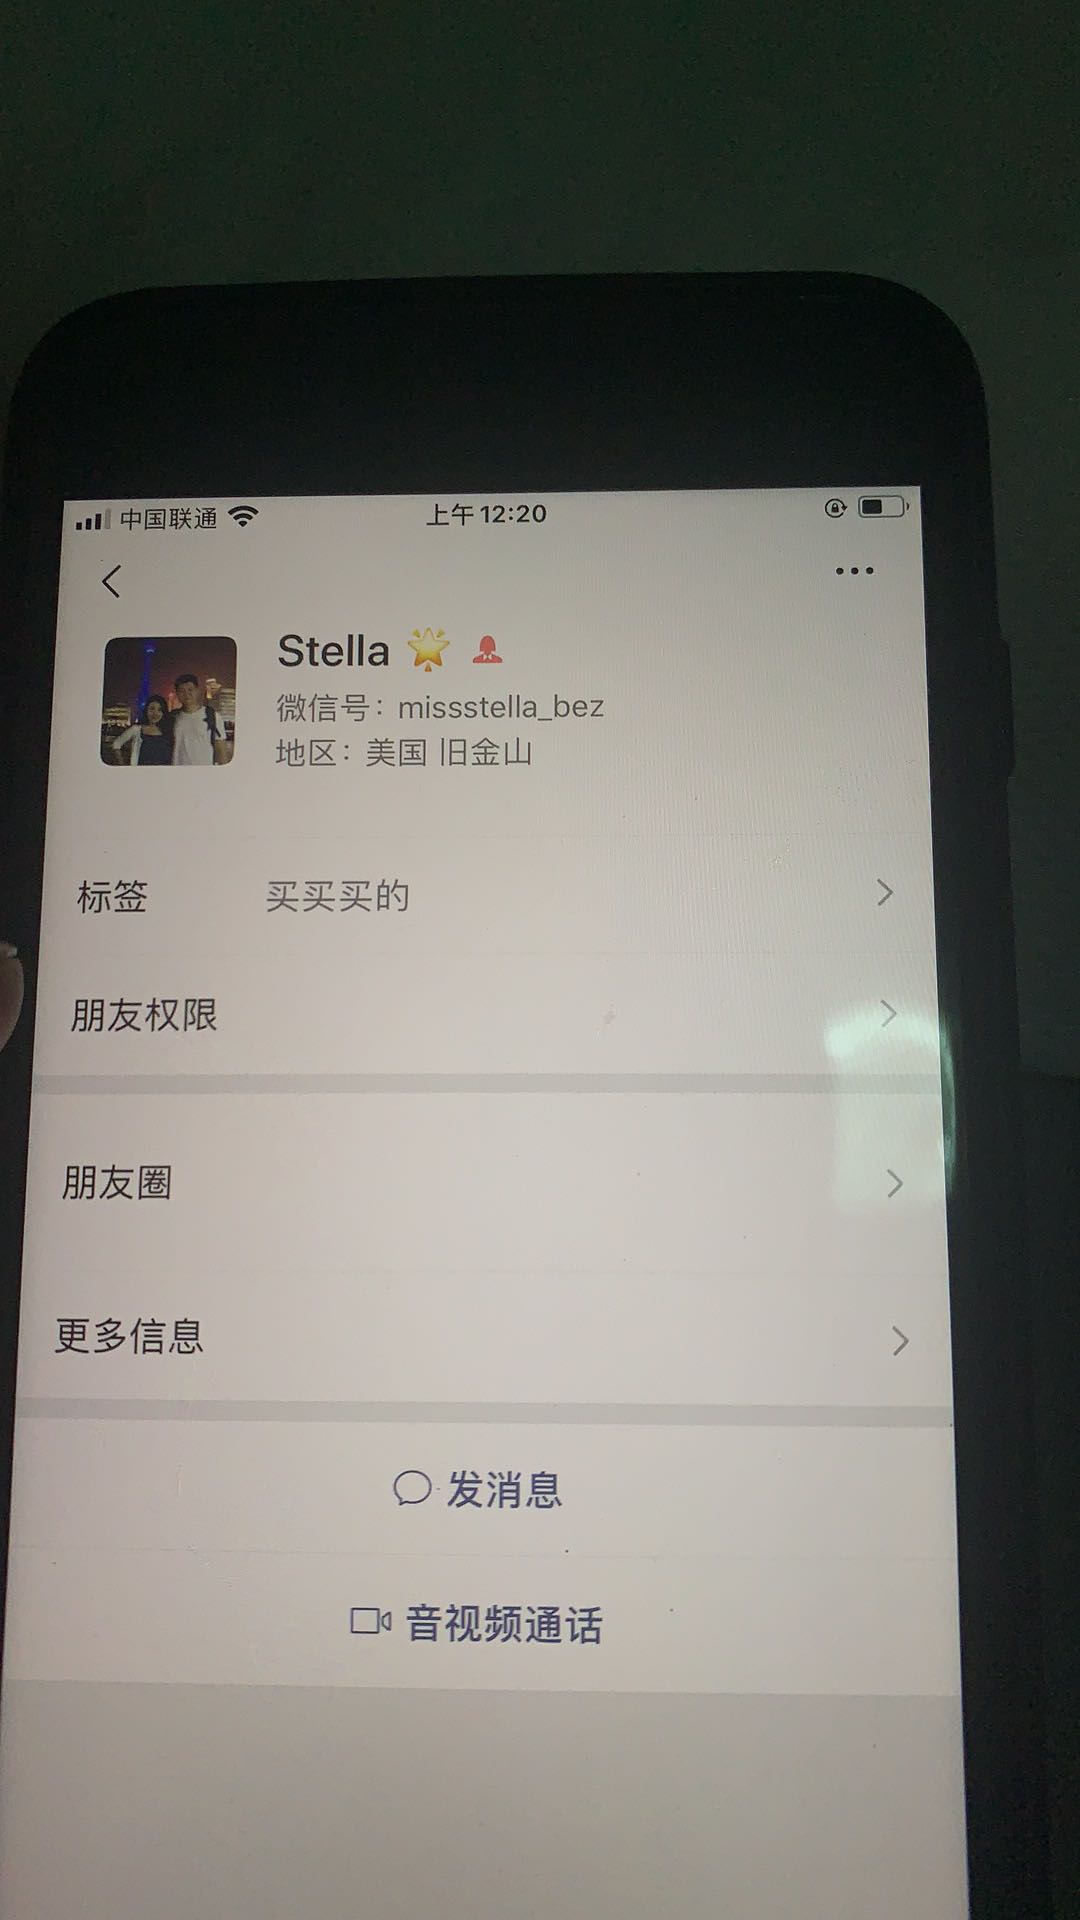 中国联通 上午12:20
Stella
微信号：missstella_bez
地区：美国 旧金山
标签 买买买的
朋友权限
朋友圈
更多信息
发消息
音视频通话